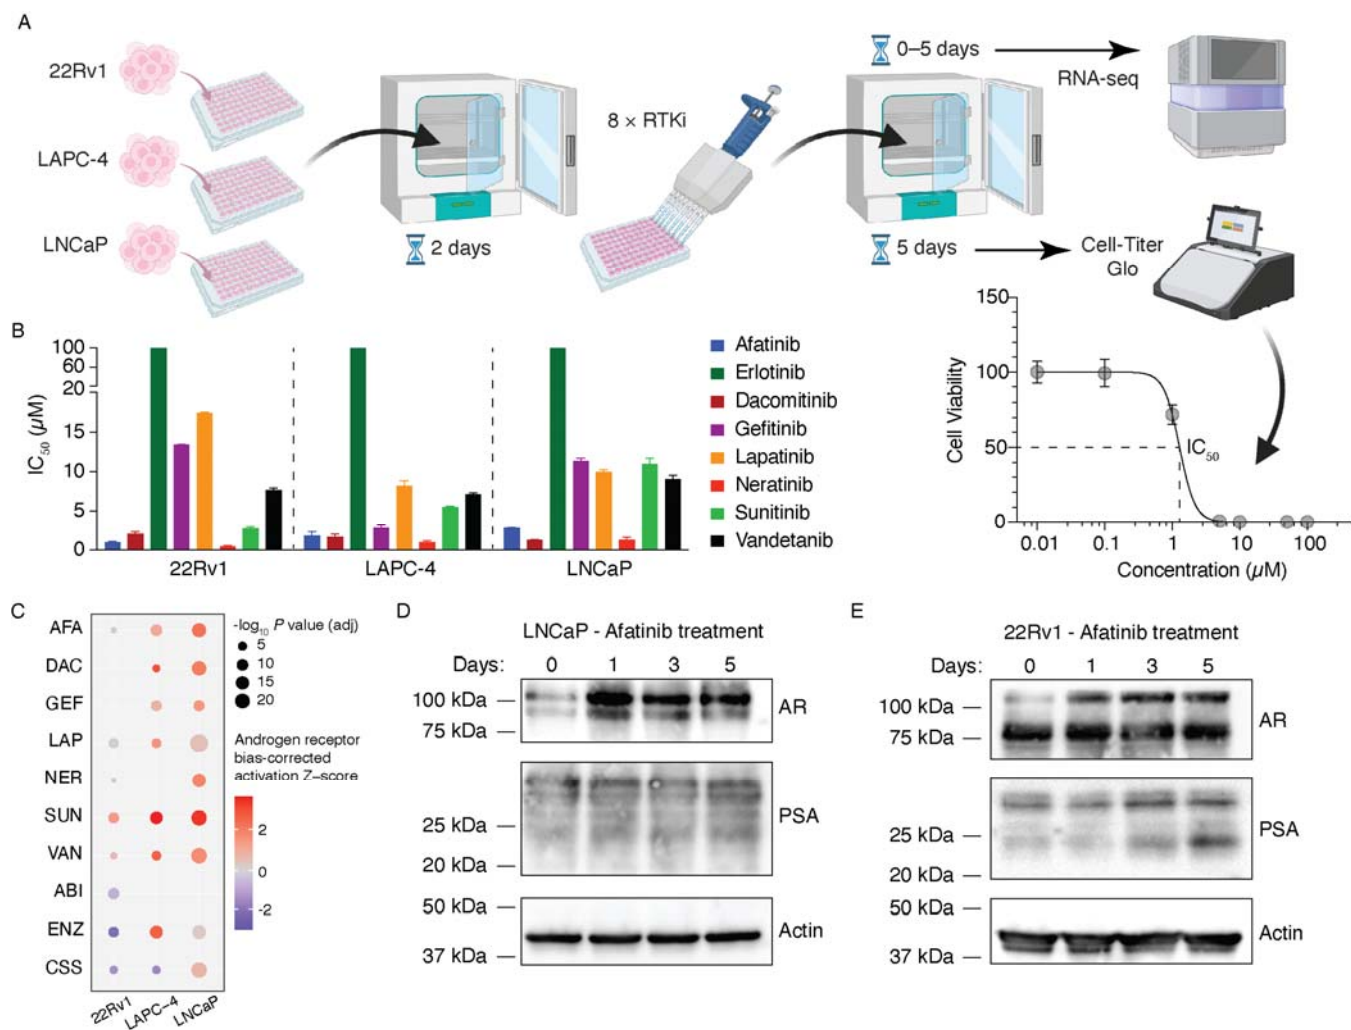 A
22Rv1
LAPC-4
LNCaP
2 days
8 × RTKi
0–5 days
RNA-seq
5 days
Cell-Titer
Glo
B
IC50 (µM)
100
60
20
15
10
5
0
22Rv1
LAPC-4
LNCaP
Afatinib
Erlotinib
Dacomitinib
Gefitinib
Lapatinib
Neratinib
Sunitinib
Vandetanib
Cell Viability
150
100
50
0
IC50
0.01
0.1
1
10
100
Concentration (µM)
C
AFA
DAC
GEF
LAP
NER
SUN
VAN
ABI
ENZ
CSS
22Rv1
LAPC–4
LNCaP
-log10 P value (adj)
5
10
15
20
Androgen receptor
bias-corrected
activation Z–score
2
0
-2
D
LNCaP - Afatinib treatment
Days: 0 1 3 5
100 kDa
75 kDa
AR
25 kDa
20 kDa
PSA
50 kDa
37 kDa
Actin
E
22Rv1 - Afatinib treatment
Days: 0 1 3 5
100 kDa
75 kDa
AR
25 kDa
20 kDa
PSA
50 kDa
37 kDa
Actin